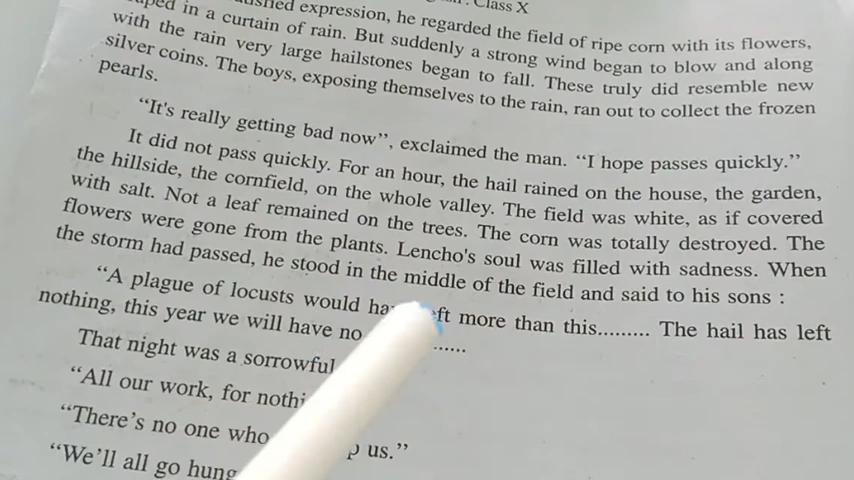 Class X
expression, he regarded the field of ripe corn with its flowers,
in a curtain of rain. But suddenly a strong wind began to blow and along
with the rain very large hailstones began to fall. These truly did resemble new
silver coins. The boys, exposing themselves to the rain, ran out to collect the frozen
pearls.
“It's really getting bad now”, exclaimed the man. “I hope passes quickly.”
It did not pass quickly. For an hour, the hail rained on the house, the garden,
the hillside, the cornfield, on the whole valley. The field was white, as if covered
with salt. Not a leaf remained on the trees. The corn was totally destroyed. The
flowers were gone from the plants. Lencho's soul was filled with sadness. When
the storm had passed, he stood in the middle of the field and said to his sons :
“A plague of locusts would more than this......... The hail has left
nothing, this year we will have no ......
That night was a sorrowful
“All our work, for
“There’s no one who us.”
“We’ll all go